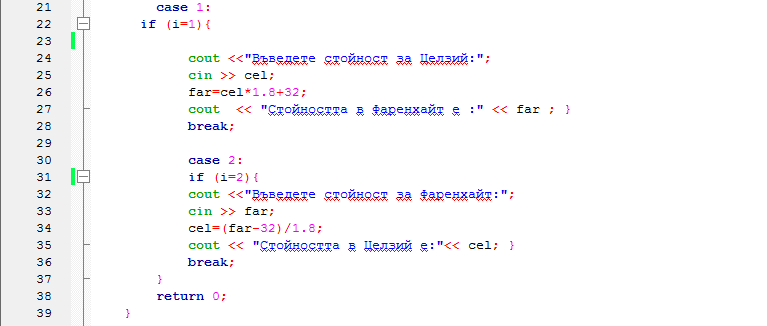 21 case 1:
22 if (i=1){
23
24 cout <<"Въведете стойност за Целзий:";
25 cin >> cel;
26 far=cel*1.8+32;
27 cout  << "Стойността в фаренхайт е :" << far ; }
28 break;
29
30 case 2:
31 if (i=2){
32 cout <<"Въведете стойност за фаренхайт:";
33 cin >> far;
34 cel=(far-32)/1.8;
35 cout << "Стойността в Целзий е:"<< cel; }
36 break;
37 }
38 return 0;
39 }